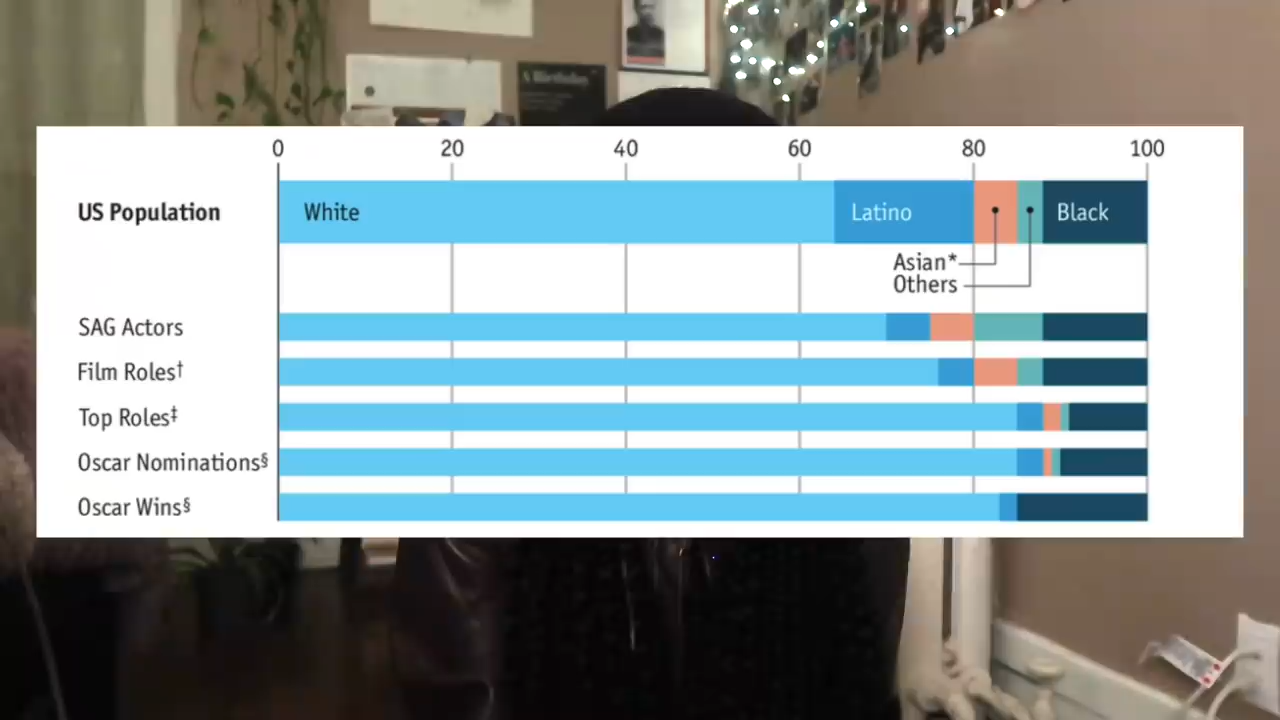 A Birthday
0 20 40 60 80 100
US Population White Latino Black
Asian*
Others
SAG Actors
Film Roles†
Top Roles‡
Oscar Nominations§
Oscar Wins§